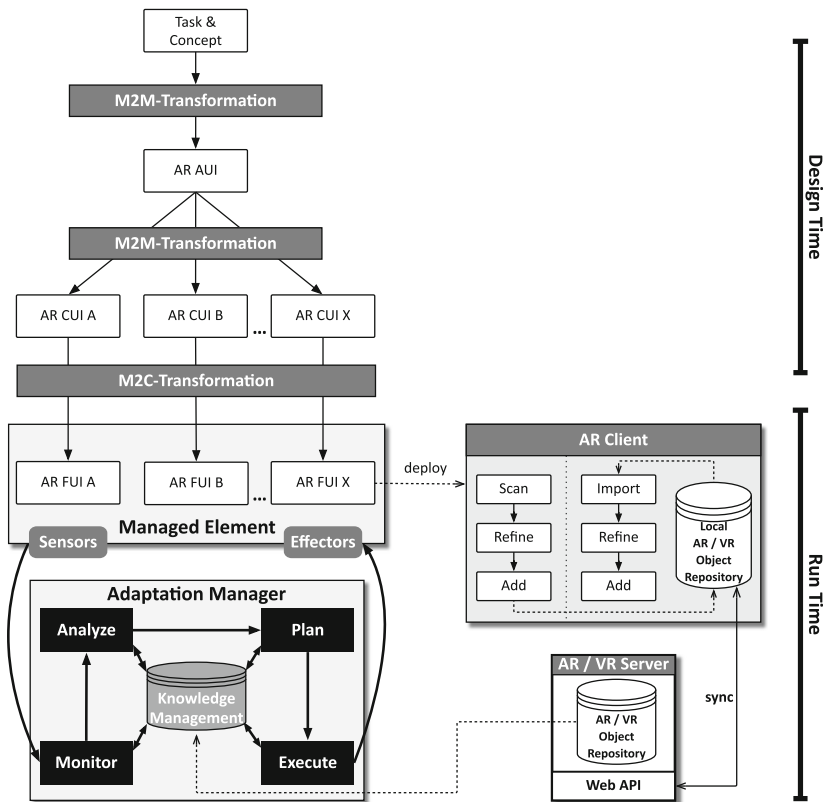 Task &
Concept
M2M-Transformation
AR AUI
M2M-Transformation
AR CUI A
AR CUI B
...
AR CUI X
M2C-Transformation
Design Time
AR FUI A
AR FUI B
...
AR FUI X
Managed Element
Sensors
Effectors
deploy
AR Client
Scan
Refine
Add
Import
Refine
Add
Local
AR / VR
Object
Repository
Run Time
Adaptation Manager
Analyze
Plan
Knowledge
Management
Monitor
Execute
AR / VR Server
AR / VR
Object
Repository
Web API
sync